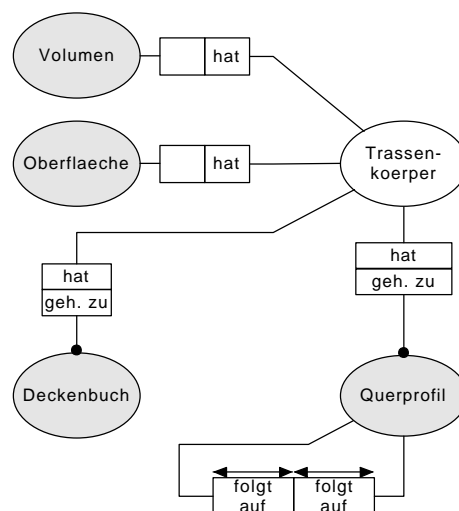 Volumen
hat
Oberflaeche
hat
Trassen-
koerper
hat
geh. zu
hat
geh. zu
Deckenbuch
Querprofil
folgt
auf
folgt
auf